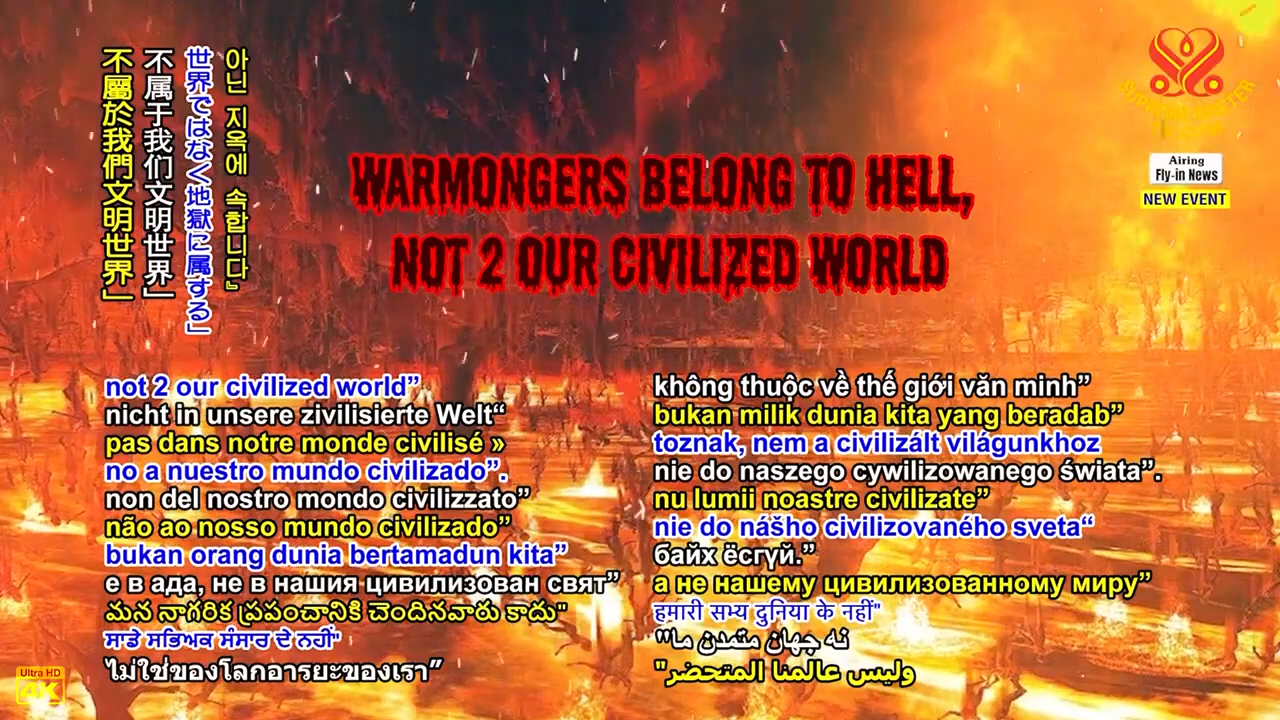 不屬於我們文明世界」
不属于我们文明世界」
世界ではなく地獄に属する」
아닌 지옥에 속합니다』
WARMONGERS BELONG TO HELL,
NOT 2 OUR CIVILIZED WORLD
SUPREME MASTER
Airing
Fly-in News
NEW EVENT
not 2 our civilized world”
nicht in unsere zivilisierte Welt“
pas dans notre monde civilisé »
no a nuestro mundo civilizado”.
non del nostro mondo civilizzato”
não ao nosso mundo civilizado”
bukan orang dunia bertamadun kita”
е в ада, не в нашия цивилизован свят”
మన నాగరిక ప్రపంచానికి చెందినవారు కాదు"
ਸਾਡੇ ਸਭਿਅਕ ਸੰਸਾਰ ਦੇ ਨਹੀਂ"
ไม่ใช่ของโลกอารยะของเรา”
không thuộc về thế giới văn minh”
bukan milik dunia kita yang beradab”
toznak, nem a civilizált világunkhoz
nie do naszego cywilizowanego świata”.
nu lumii noastre civilizate”
nie do nášho civilizovaného sveta“
байх ёсгүй.”
а не нашему цивилизованному миру”
हमारी सभ्य दुनिया के नहीं"
نه جهان متمدن ما"
وليس عالمنا المتحضر"
Ultra HD
4K